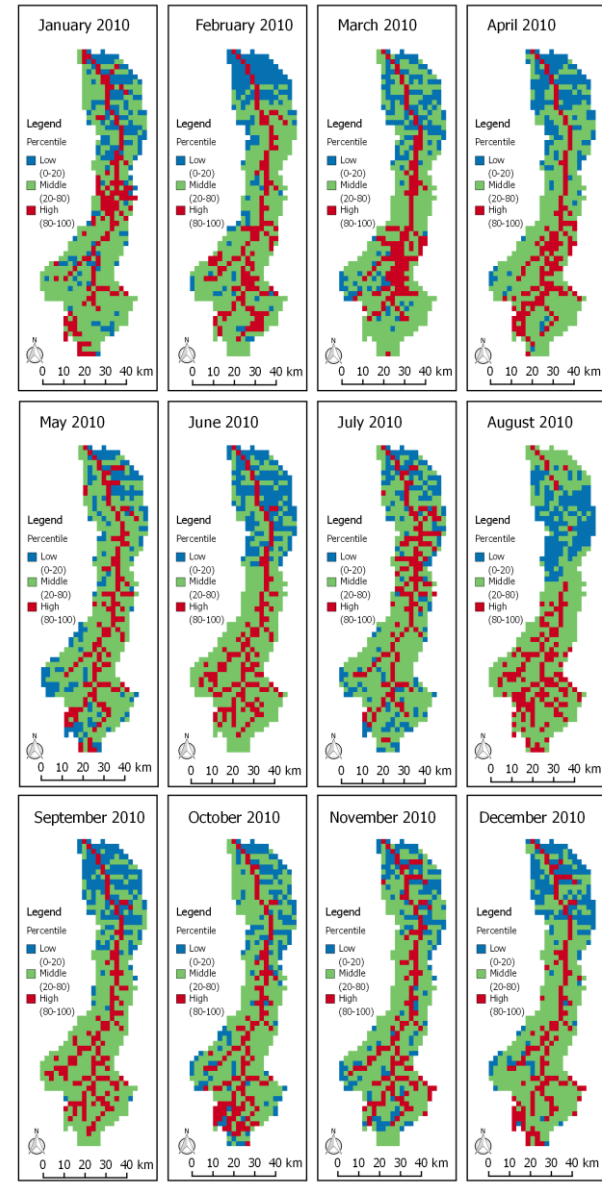 January 2010
Legend
Percentile
Low
(0-20)
Middle
(20-80)
High
(80-100)
N
0 10 20 30 40 km
February 2010
Legend
Percentile
Low
(0-20)
Middle
(20-80)
High
(80-100)
N
0 10 20 30 40 km
March 2010
Legend
Percentile
Low
(0-20)
Middle
(20-80)
High
(80-100)
N
0 10 20 30 40 km
April 2010
Legend
Percentile
Low
(0-20)
Middle
(20-80)
High
(80-100)
N
0 10 20 30 40 km
May 2010
Legend
Percentile
Low
(0-20)
Middle
(20-80)
High
(80-100)
N
0 10 20 30 40 km
June 2010
Legend
Percentile
Low
(0-20)
Middle
(20-80)
High
(80-100)
N
0 10 20 30 40 km
July 2010
Legend
Percentile
Low
(0-20)
Middle
(20-80)
High
(80-100)
N
0 10 20 30 40 km
August 2010
Legend
Percentile
Low
(0-20)
Middle
(20-80)
High
(80-100)
N
0 10 20 30 40 km
September 2010
Legend
Percentile
Low
(0-20)
Middle
(20-80)
High
(80-100)
N
0 10 20 30 40 km
October 2010
Legend
Percentile
Low
(0-20)
Middle
(20-80)
High
(80-100)
N
0 10 20 30 40 km
November 2010
Legend
Percentile
Low
(0-20)
Middle
(20-80)
High
(80-100)
N
0 10 20 30 40 km
December 2010
Legend
Percentile
Low
(0-20)
Middle
(20-80)
High
(80-100)
N
0 10 20 30 40 km